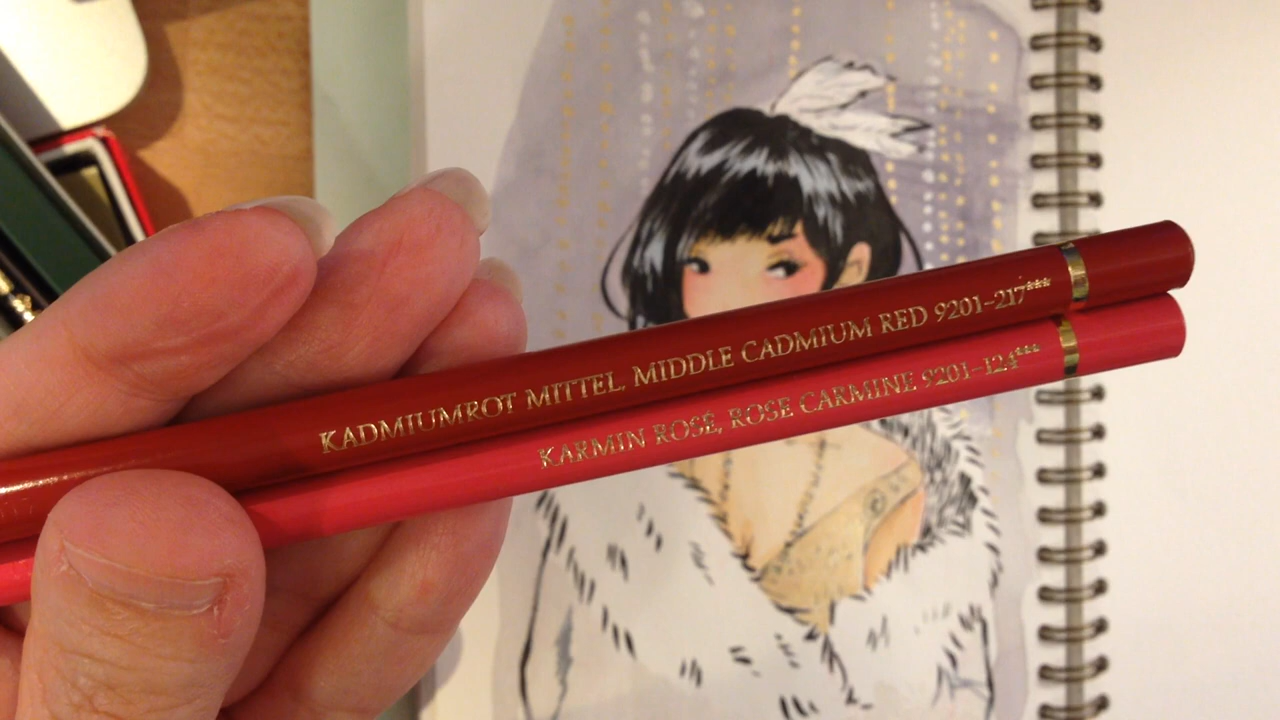 KADMIUMROT MITTEL, MIDDLE CADMIUM RED 9201-217***
KARMIN ROSÉ, ROSE CARMINE 9201-124***